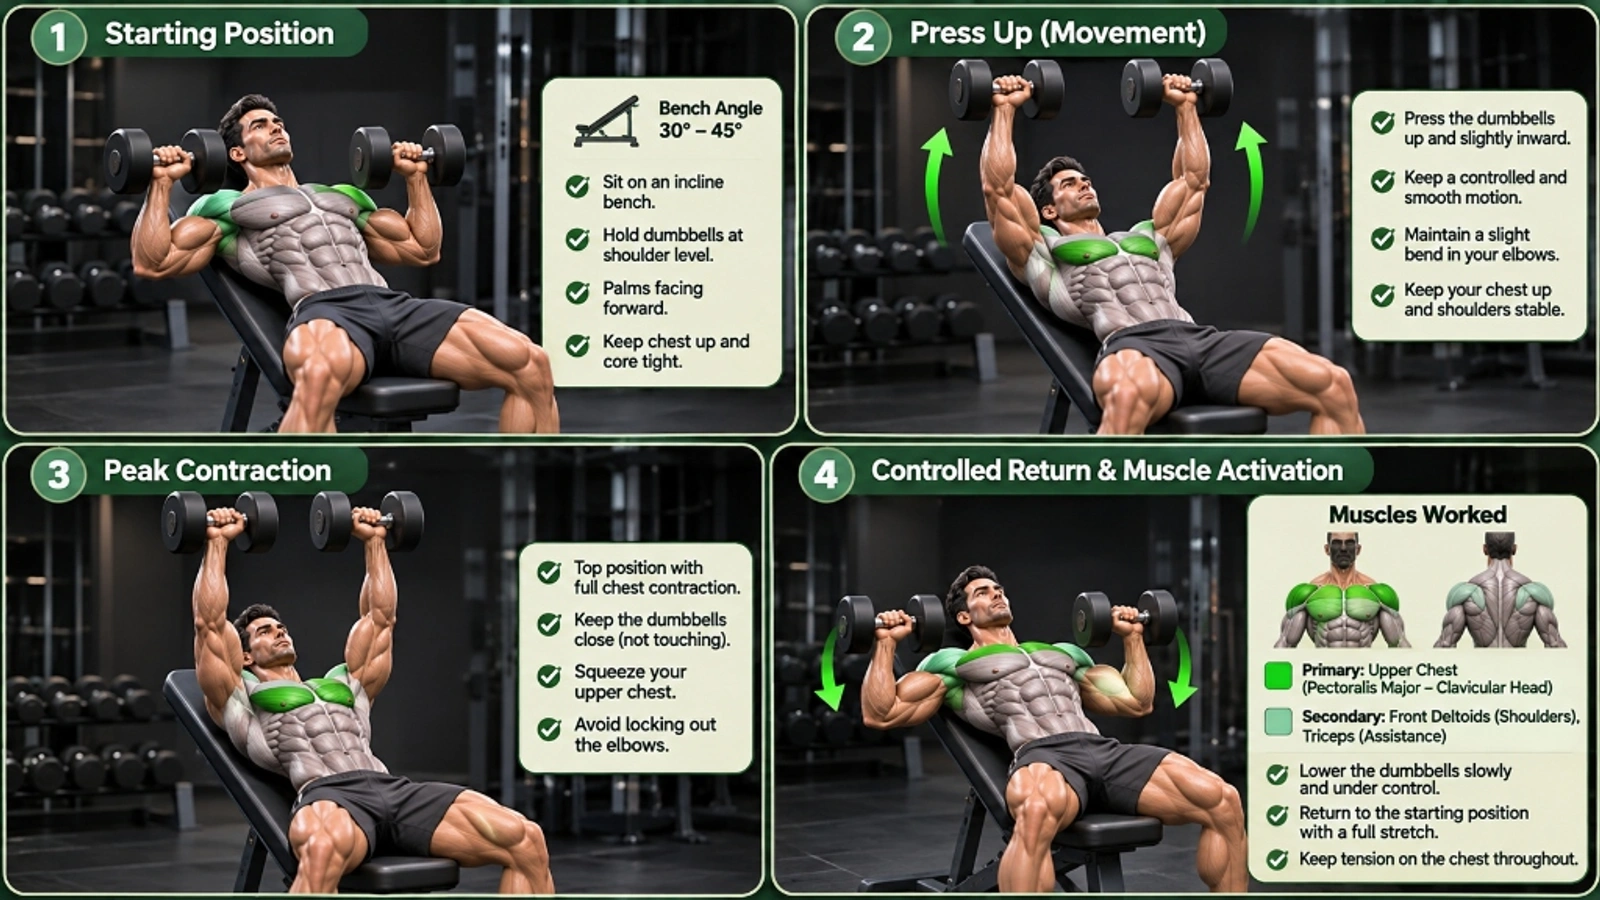 1
Starting Position
Bench Angle
30° – 45°
Sit on an incline
bench.
Hold dumbbells at
shoulder level.
Palms facing
forward.
Keep chest up and
core tight.
2
Press Up (Movement)
Press the dumbbells
up and slightly inward.
Keep a controlled and
smooth motion.
Maintain a slight
bend in your elbows.
Keep your chest up
and shoulders stable.
3
Peak Contraction
Top position with
full chest contraction.
Keep the dumbbells
close (not touching).
Squeeze your
upper chest.
Avoid locking out
the elbows.
4
Controlled Return & Muscle Activation
Muscles Worked
Primary: Upper Chest
(Pectoralis Major – Clavicular Head)
Secondary: Front Deltoids (Shoulders),
Triceps (Assistance)
Lower the dumbbells slowly
and under control.
Return to the starting position
with a full stretch.
Keep tension on the chest throughout.